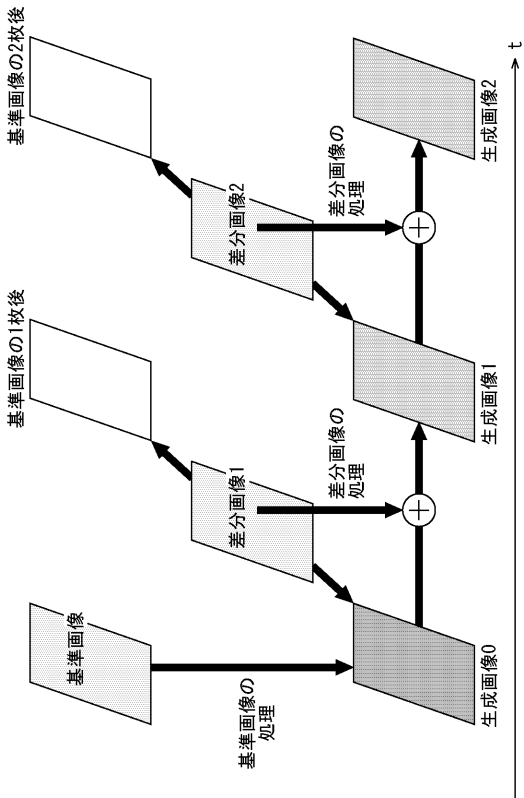 基準画像
基準画像の1枚後
基準画像の2枚後
差分画像1
差分画像2
基準画像の
処理
差分画像の
処理
差分画像の
処理
生成画像0
生成画像1
生成画像2
t